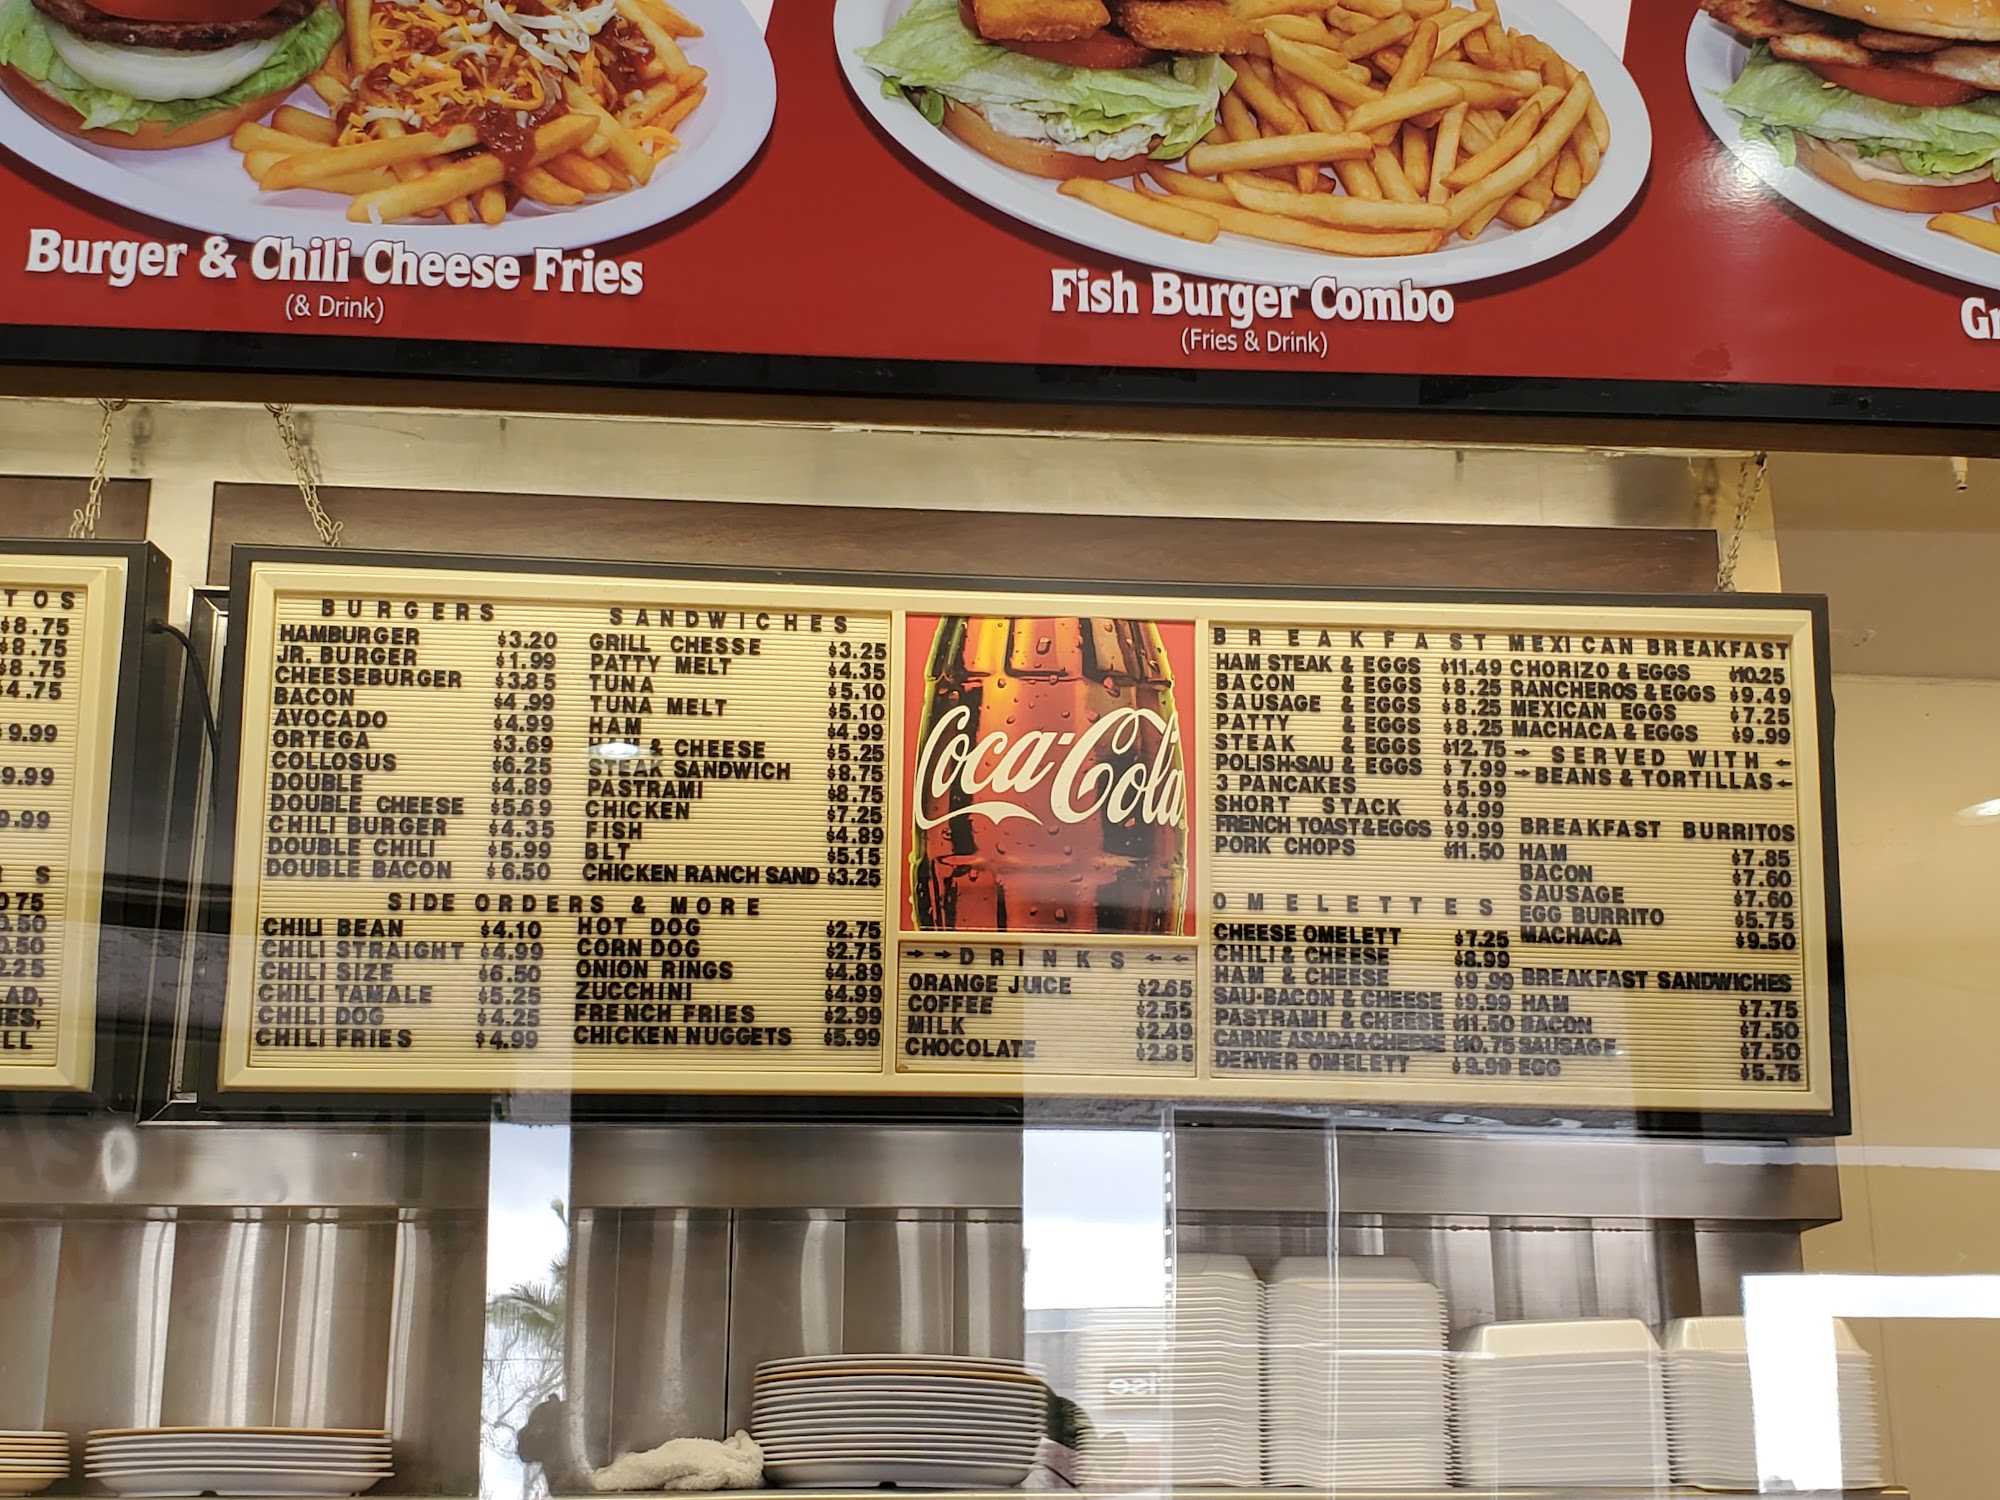 Burger & Chili Cheese Fries
(& Drink)
Fish Burger Combo
(Fries & Drink)
Gr
TOS
$8.75
$8.75
$8.75
$4.75
$9.99
9.99
9.99
S
0.50
0.50
2.25
LL
BURGERS
HAMBURGER $3.20
JR. BURGER $1.99
CHEESEBURGER $3.85
BACON $4.99
AVOCADO $4.99
ORTEGA $3.69
COLLOSUS $6.25
DOUBLE $4.89
DOUBLE CHEESE $5.69
CHILI BURGER $4.35
DOUBLE CHILI $5.99
DOUBLE BACON $6.50
SANDWICHES
GRILL CHESSE $3.25
PATTY MELT $4.35
TUNA $5.10
TUNA MELT $5.10
HAM $4.99
HAM & CHEESE $5.25
STEAK SANDWICH $8.75
PASTRAMI $8.75
CHICKEN $7.25
FISH $4.89
BLT $5.15
CHICKEN RANCH SAND $3.25
SIDE ORDERS & MORE
CHILI BEAN $4.10
CHILI STRAIGHT $4.99
CHILI SIZE $6.50
CHILI TAMALE $5.25
CHILI DOG $4.25
CHILI FRIES $4.99
HOT DOG $2.75
CORN DOG $2.75
ONION RINGS $4.89
ZUCCHINI $4.99
FRENCH FRIES $2.99
CHICKEN NUGGETS $5.99
Coca-Cola
→→DRINKS←←
ORANGE JUICE $2.65
COFFEE $2.55
MILK $2.49
CHOCOLATE $2.85
BREAKFAST
HAM STEAK & EGGS $11.49
BACON & EGGS $8.25
SAUSAGE & EGGS $8.25
PATTY & EGGS $8.25
STEAK & EGGS $12.75
POLISH-SAU & EGGS $7.99
3 PANCAKES $5.99
SHORT STACK $4.99
FRENCH TOAST&EGGS $9.99
PORK CHOPS $11.50
OMELETTES
CHEESE OMELETT $7.25
CHILI & CHEESE $8.99
HAM & CHEESE $9.99
SAU-BACON & CHEESE $9.99
PASTRAMI & CHEESE $11.50
CARNE ASADA&CHEESE $10.75
DENVER OMELETT $9.99
MEXICAN BREAKFAST
CHORIZO & EGGS $10.25
RANCHEROS & EGGS $9.49
MEXICAN EGGS $7.25
MACHACA & EGGS $9.99
→ SERVED WITH ←
→BEANS & TORTILLAS←
BREAKFAST BURRITOS
HAM $7.85
BACON $7.60
SAUSAGE $7.60
EGG BURRITO $5.75
MACHACA $9.50
BREAKFAST SANDWICHES
HAM $7.75
BACON $7.50
SAUSAGE $7.50
EGG $5.75